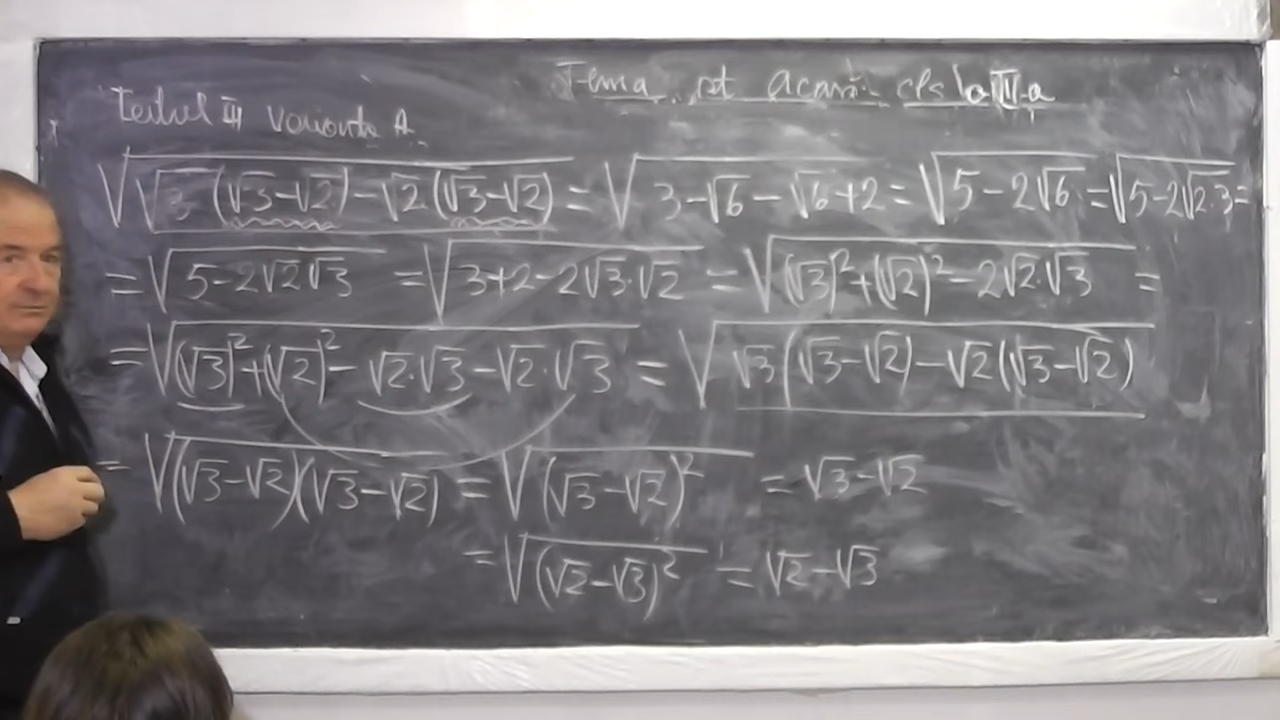 Tema pt acasă cls a III-a
Testul III Varianta A.
√(√3 (√3-√2)-√2(√3-√2)) = √(3-√6-√6+2) = √(5-2√6) = √(5-2√(2·3)) =
= √(5-2√2√3) = √(3+2-2√3·√2) = √((√3)²+(√2)²-2√2·√3) =
= √((√3)²+(√2)²-√2·√3-√2·√3) = √(√3(√3-√2)-√2(√3-√2))
= √((√3-√2)(√3-√2)) = √((√3-√2)²) = √3-√2
= √((√2-√3)²) = √2-√3